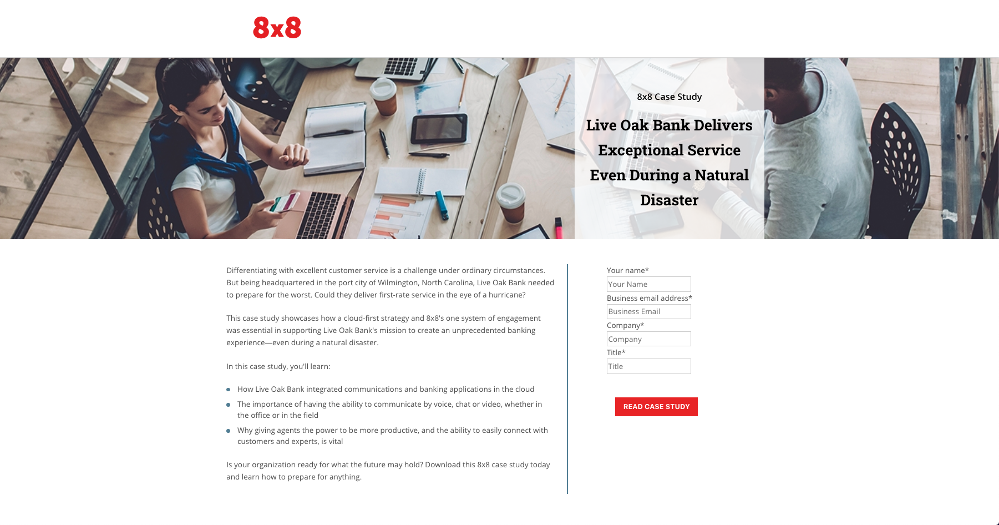 8x8
8x8 Case Study
Live Oak Bank Delivers
Exceptional Service
Even During a Natural
Disaster
Differentiating with excellent customer service is a challenge under ordinary circumstances.
But being headquartered in the port city of Wilmington, North Carolina, Live Oak Bank needed
to prepare for the worst. Could they deliver first-rate service in the eye of a hurricane?
This case study showcases how a cloud-first strategy and 8x8's one system of engagement
was essential in supporting Live Oak Bank's mission to create an unprecedented banking
experience—even during a natural disaster.
In this case study, you'll learn:
How Live Oak Bank integrated communications and banking applications in the cloud
The importance of having the ability to communicate by voice, chat or video, whether in
the office or in the field
Why giving agents the power to be more productive, and the ability to easily connect with
customers and experts, is vital
Is your organization ready for what the future may hold? Download this 8x8 case study today
and learn how to prepare for anything.
Your name*
Your Name
Business email address*
Business Email
Company*
Company
Title*
Title
READ CASE STUDY